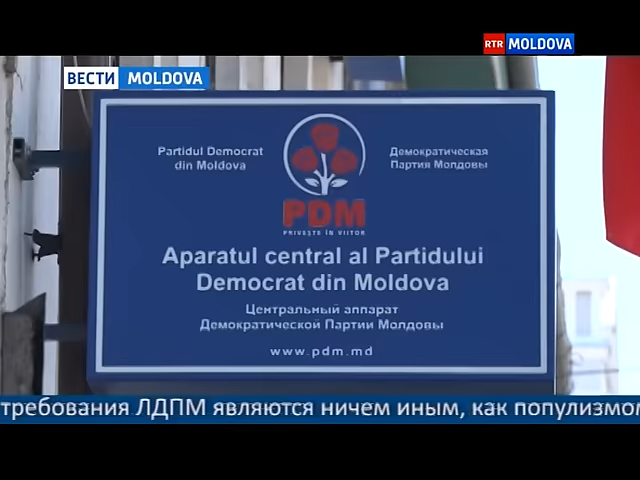 RTR MOLDOVA
ВЕСТИ MOLDOVA
Partidul Democrat
din Moldova
Демократическая
Партия Молдовы
PDM
PRIVEȘTE ÎN VIITOR
Aparatul central al Partidului
Democrat din Moldova
Центральный аппарат
Демократической Партии Молдовы
www.pdm.md
требования ЛДПМ являются ничем иным, как популизмом